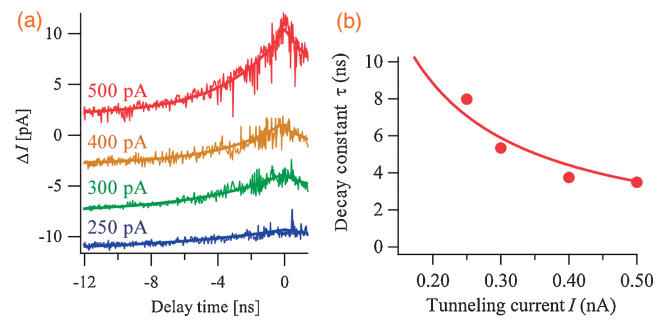 (a)
10
5
0
-5
-10
ΔI [pA]
500 pA
400 pA
300 pA
250 pA
-12
-8
-4
0
Delay time [ns]
(b)
10
8
6
4
2
0
Decay constant τ (ns)
0.20
0.30
0.40
0.50
Tunneling current I (nA)